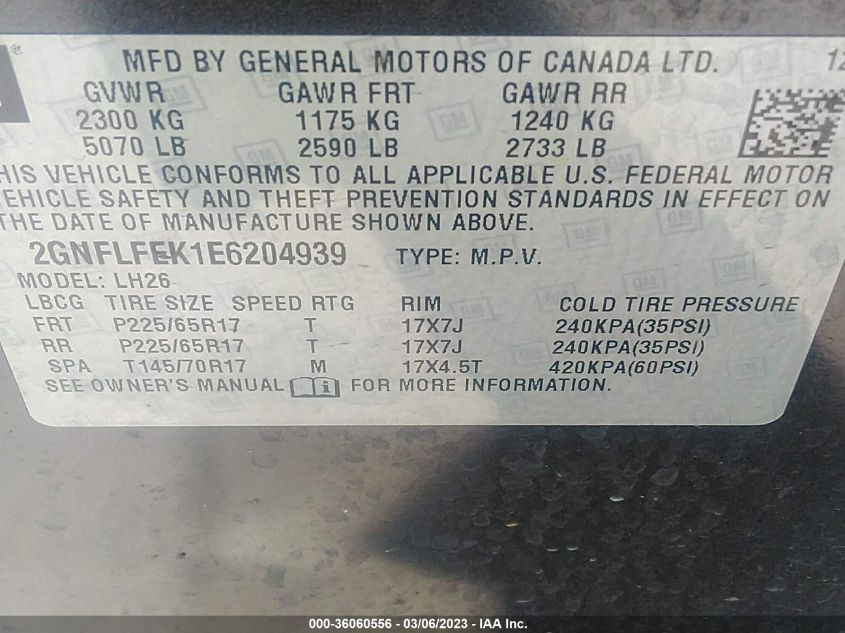 MFD BY GENERAL MOTORS OF CANADA LTD. 12
GVWR GAWR FRT GAWR RR
2300 KG 1175 KG 1240 KG
5070 LB 2590 LB 2733 LB
HIS VEHICLE CONFORMS TO ALL APPLICABLE U.S. FEDERAL MOTOR
EHICLE SAFETY AND THEFT PREVENTION STANDARDS IN EFFECT ON
THE DATE OF MANUFACTURE SHOWN ABOVE.
2GNFLFEK1E6204939 TYPE: M.P.V.
MODEL: LH26
LBCG TIRE SIZE SPEED RTG RIM COLD TIRE PRESSURE
FRT P225/65R17 T 17X7J 240KPA(35PSI)
RR P225/65R17 T 17X7J 240KPA(35PSI)
SPA T145/70R17 M 17X4.5T 420KPA(60PSI)
SEE OWNER'S MANUAL FOR MORE INFORMATION.
000-36060556 — 03/06/2023 — IAA Inc.